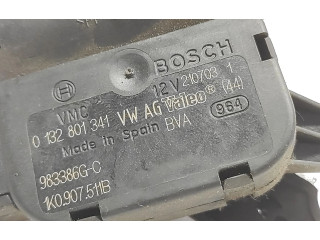 BOSCH
VMC 12V 210703 1
0 132 801 341 VW AG Valeo® (44)
Made in Spain BVA 964
983386G-C
1K0.907.511B